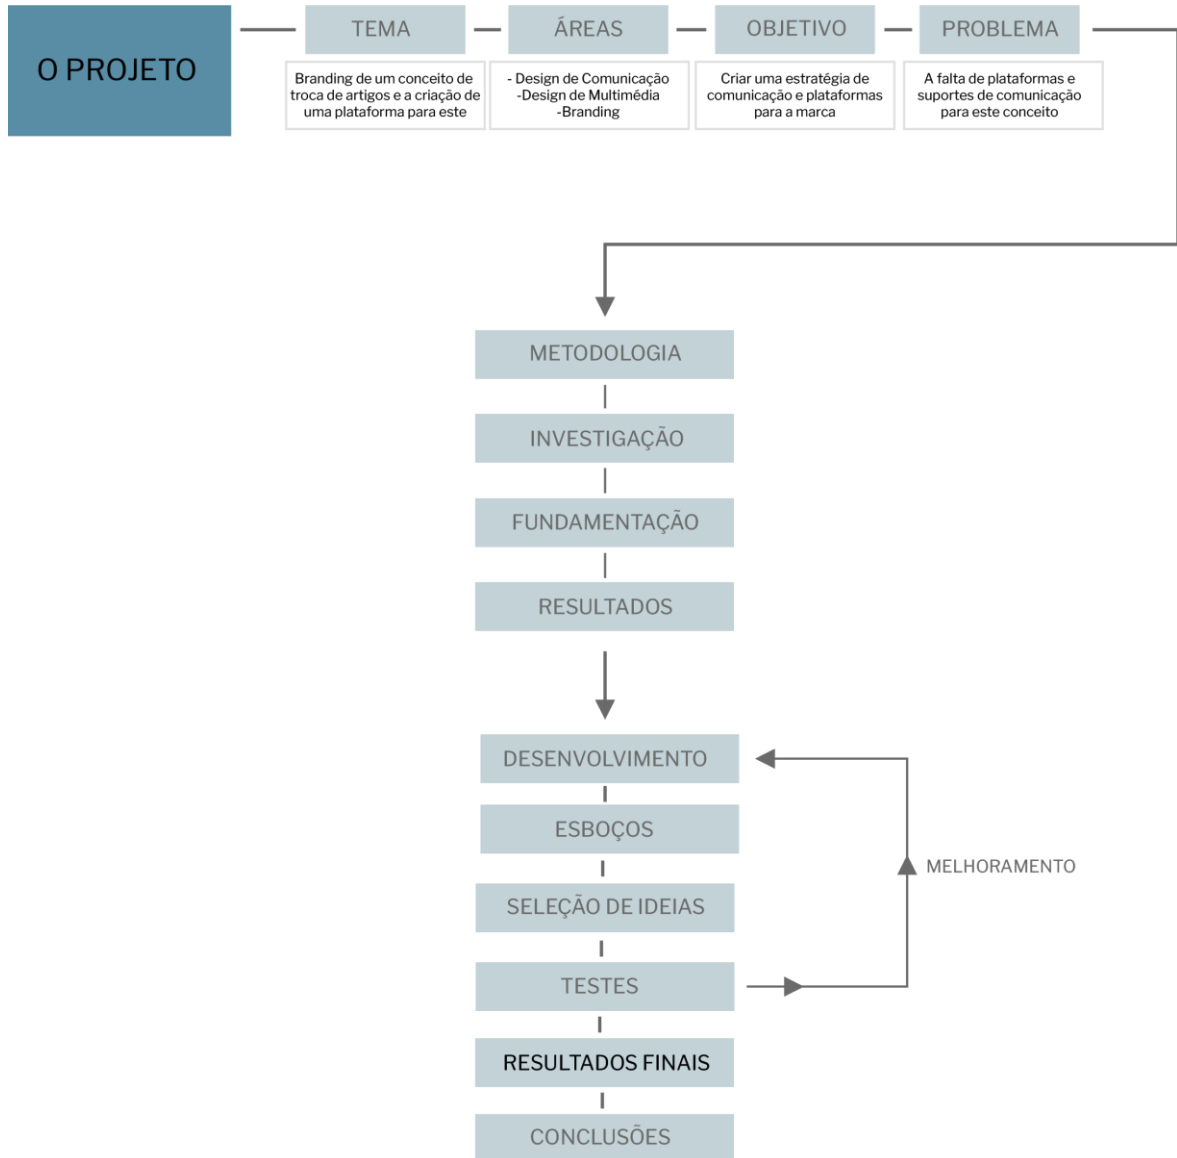 O PROJETO
TEMA
ÁREAS
OBJETIVO
PROBLEMA
Branding de um conceito de
troca de artigos e a criação de
uma plataforma para este
- Design de Comunicação
-Design de Multimédia
-Branding
Criar uma estratégia de
comunicação e plataformas
para a marca
A falta de plataformas e
suportes de comunicação
para este conceito
METODOLOGIA
INVESTIGAÇÃO
FUNDAMENTAÇÃO
RESULTADOS
DESENVOLVIMENTO
ESBOÇOS
MELHORAMENTO
SELEÇÃO DE IDEIAS
TESTES
RESULTADOS FINAIS
CONCLUSÕES